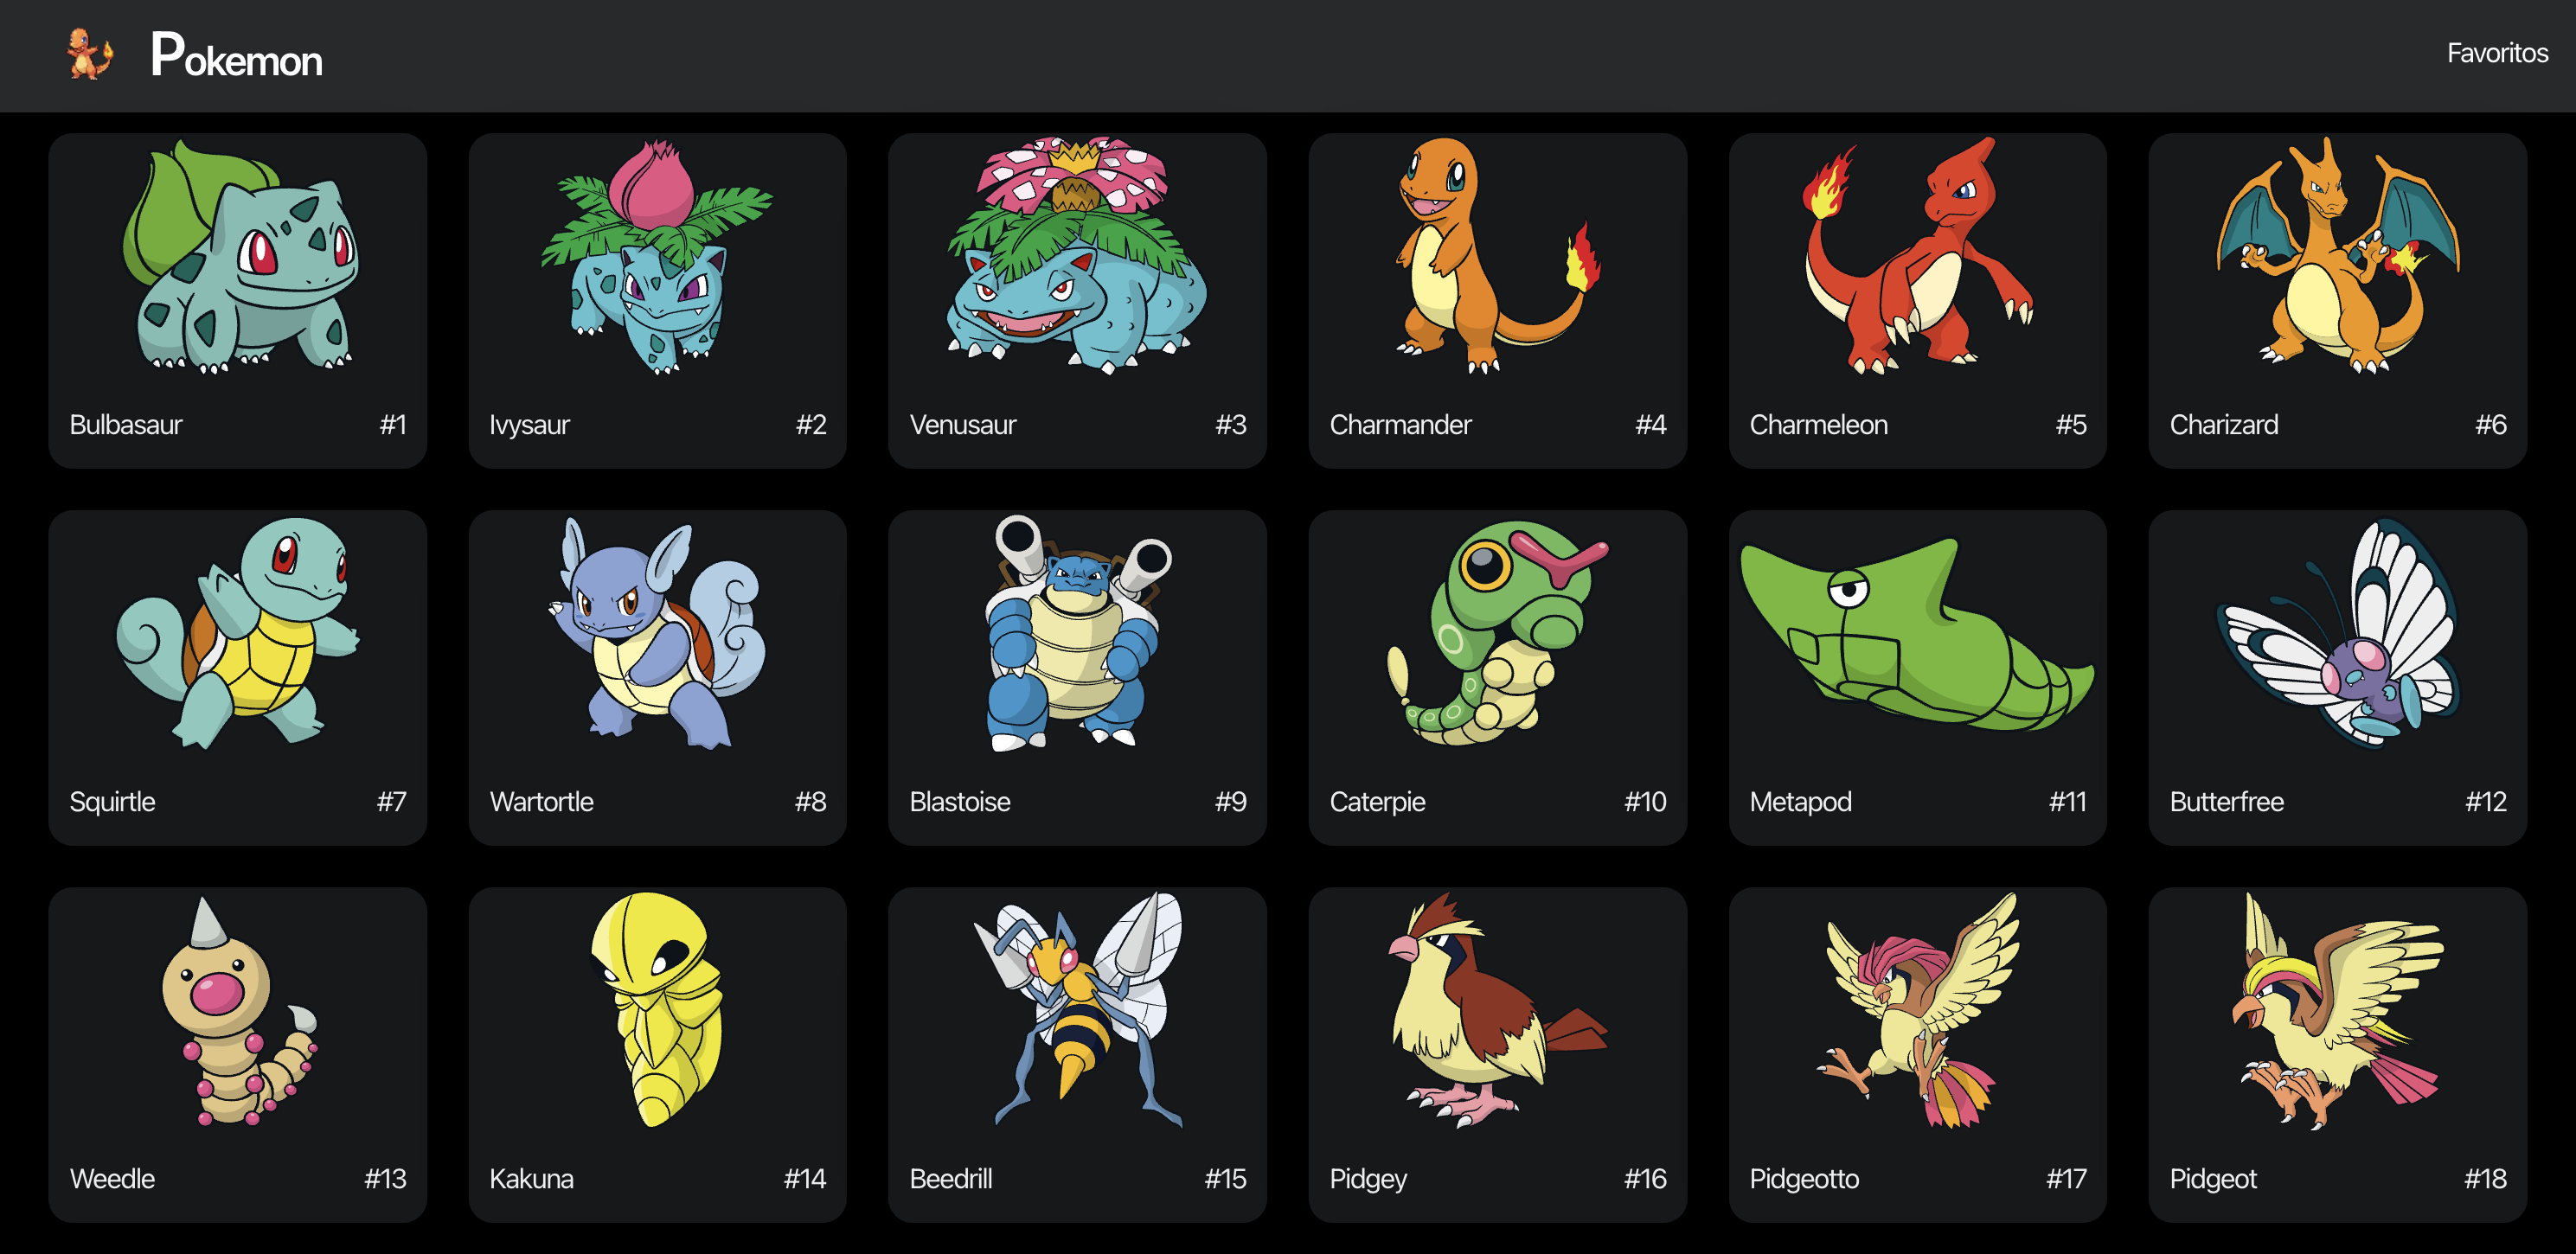 Pokemon
Favoritos
Bulbasaur #1
Ivysaur #2
Venusaur #3
Charmander #4
Charmeleon #5
Charizard #6
Squirtle #7
Wartortle #8
Blastoise #9
Caterpie #10
Metapod #11
Butterfree #12
Weedle #13
Kakuna #14
Beedrill #15
Pidgey #16
Pidgeotto #17
Pidgeot #18